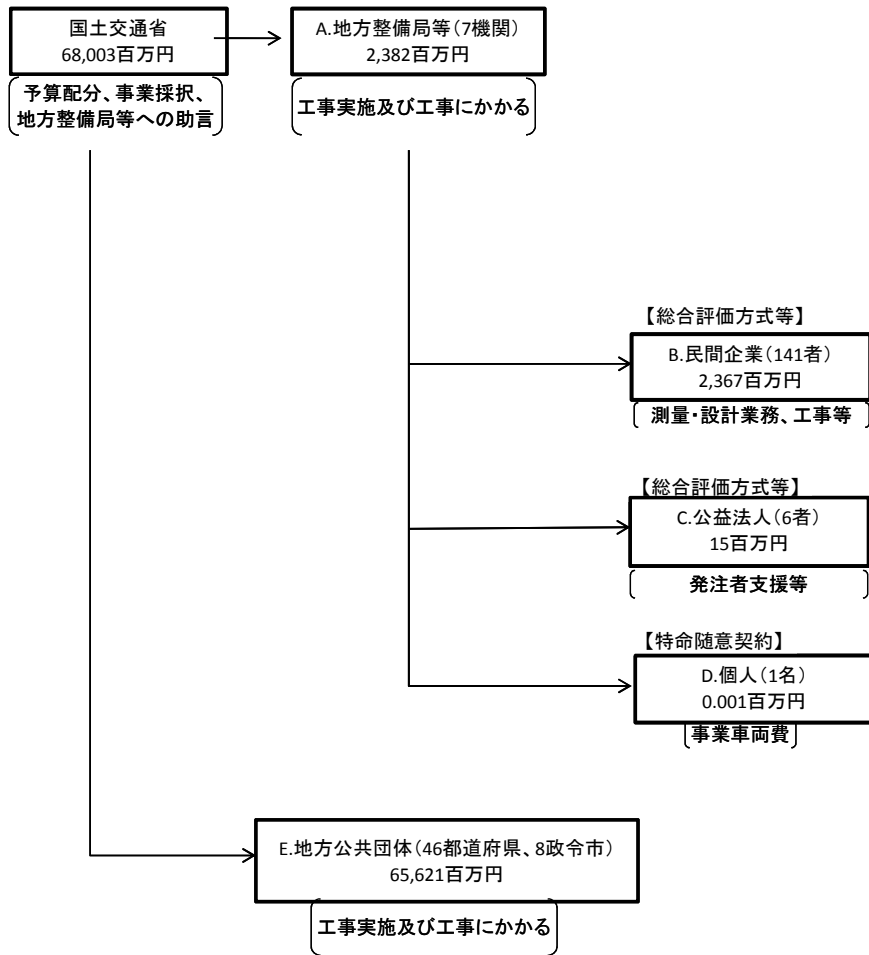 国土交通省
68,003百万円
予算配分、事業採択、
地方整備局等への助言
A.地方整備局等(7機関)
2,382百万円
工事実施及び工事にかかる
【総合評価方式等】
B.民間企業(141者)
2,367百万円
測量・設計業務、工事等
【総合評価方式等】
C.公益法人(6者)
15百万円
発注者支援等
【特命随意契約】
D.個人(1名)
0.001百万円
事業車両費
E.地方公共団体(46都道府県、8政令市)
65,621百万円
工事実施及び工事にかかる